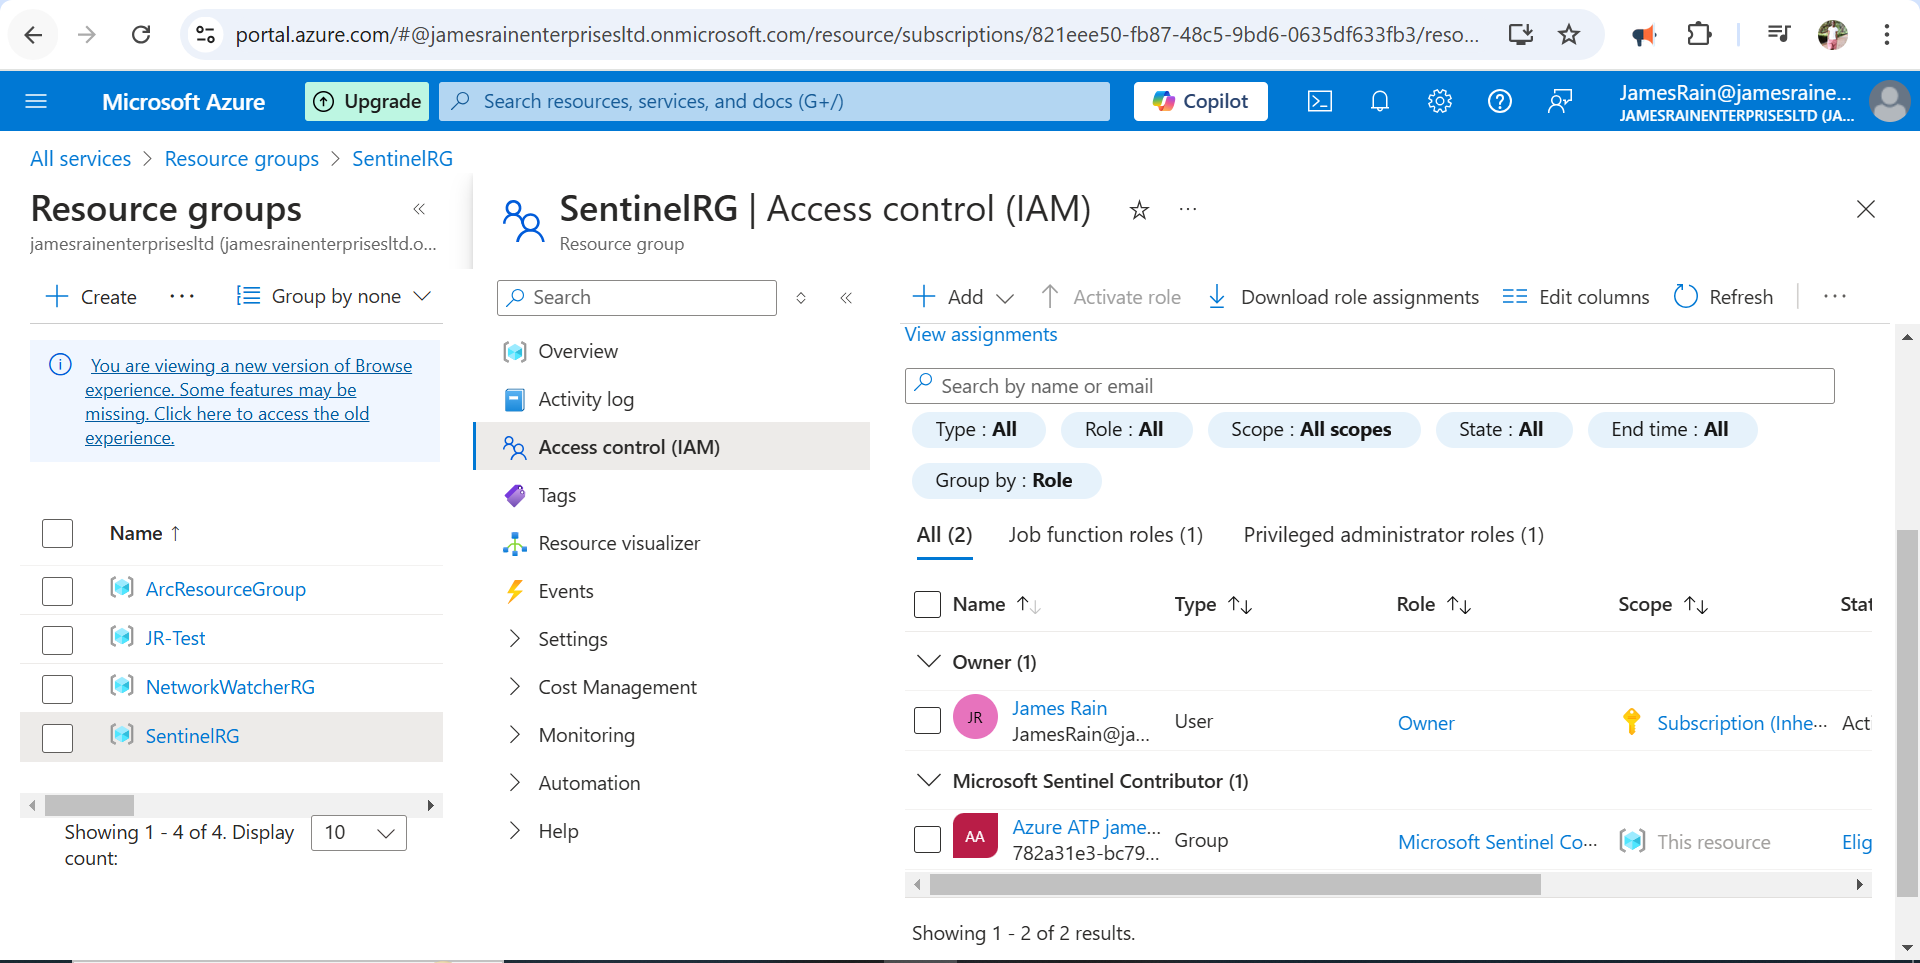 portal.azure.com/#@jamesrainenterprisesltd.onmicrosoft.com/resource/subscriptions/821eee50-fb87-48c5-9bd6-0635df633fb3/reso...
Microsoft Azure
Upgrade
Search resources, services, and docs (G+/)
Copilot
JamesRain@jamesraine...
JAMESRAINENTERPRISESLTD (JA...
All services > Resource groups > SentinelRG
Resource groups
jamesrainenterprisesltd (jamesrainenterprisesltd.o...
Create
Group by none
You are viewing a new version of Browse
experience. Some features may be
missing. Click here to access the old
experience.
Name ↑
ArcResourceGroup
JR-Test
NetworkWatcherRG
SentinelRG
Showing 1 - 4 of 4. Display
count:
10
SentinelRG | Access control (IAM)
Resource group
Search
Overview
Activity log
Access control (IAM)
Tags
Resource visualizer
Events
Settings
Cost Management
Monitoring
Automation
Help
Add
Activate role
Download role assignments
Edit columns
Refresh
View assignments
Search by name or email
Type : All
Role : All
Scope : All scopes
State : All
End time : All
Group by : Role
All (2)
Job function roles (1)
Privileged administrator roles (1)
Name
Type
Role
Scope
Stat
Owner (1)
JR
James Rain
JamesRain@ja...
User
Owner
Subscription (Inhe...
Acti
Microsoft Sentinel Contributor (1)
AA
Azure ATP jame...
782a31e3-bc79...
Group
Microsoft Sentinel Co...
This resource
Elig
Showing 1 - 2 of 2 results.